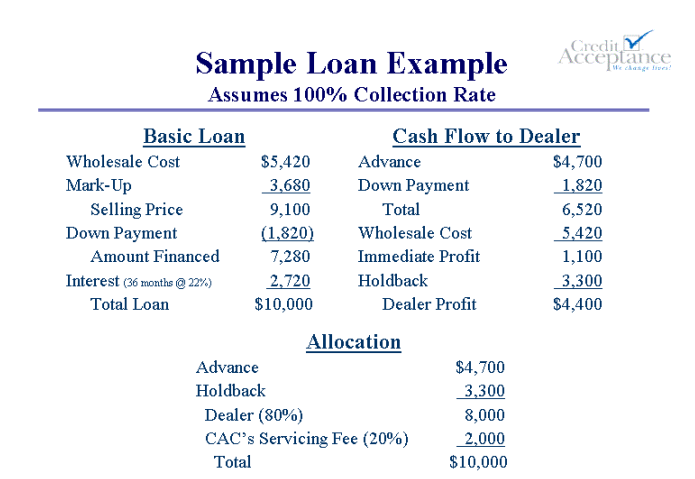 Credit
Acceptance
We change lives!
Sample Loan Example
Assumes 100% Collection Rate
Basic Loan
Wholesale Cost $5,420
Mark-Up 3,680
Selling Price 9,100
Down Payment (1,820)
Amount Financed 7,280
Interest (36 months @ 22%) 2,720
Total Loan $10,000
Cash Flow to Dealer
Advance $4,700
Down Payment 1,820
Total 6,520
Wholesale Cost 5,420
Immediate Profit 1,100
Holdback 3,300
Dealer Profit $4,400
Allocation
Advance $4,700
Holdback 3,300
Dealer (80%) 8,000
CAC's Servicing Fee (20%) 2,000
Total $10,000